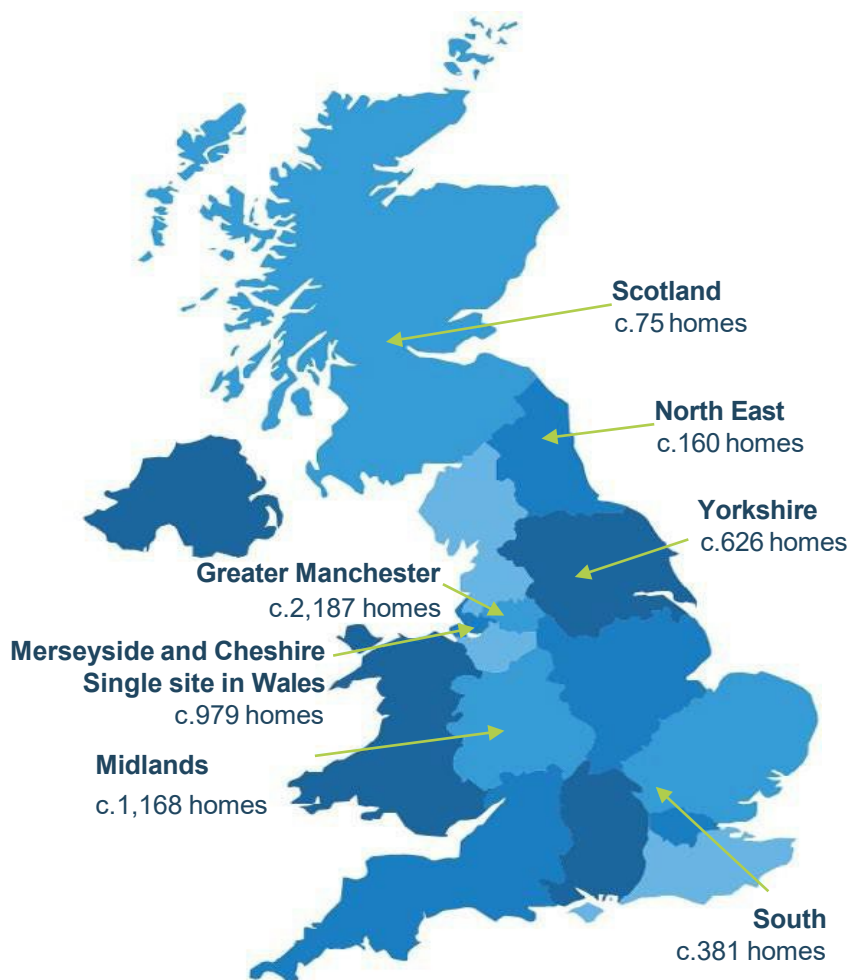 Scotland
c.75 homes
North East
c.160 homes
Yorkshire
c.626 homes
Greater Manchester
c.2,187 homes
Merseyside and Cheshire
Single site in Wales
c.979 homes
Midlands
c.1,168 homes
South
c.381 homes